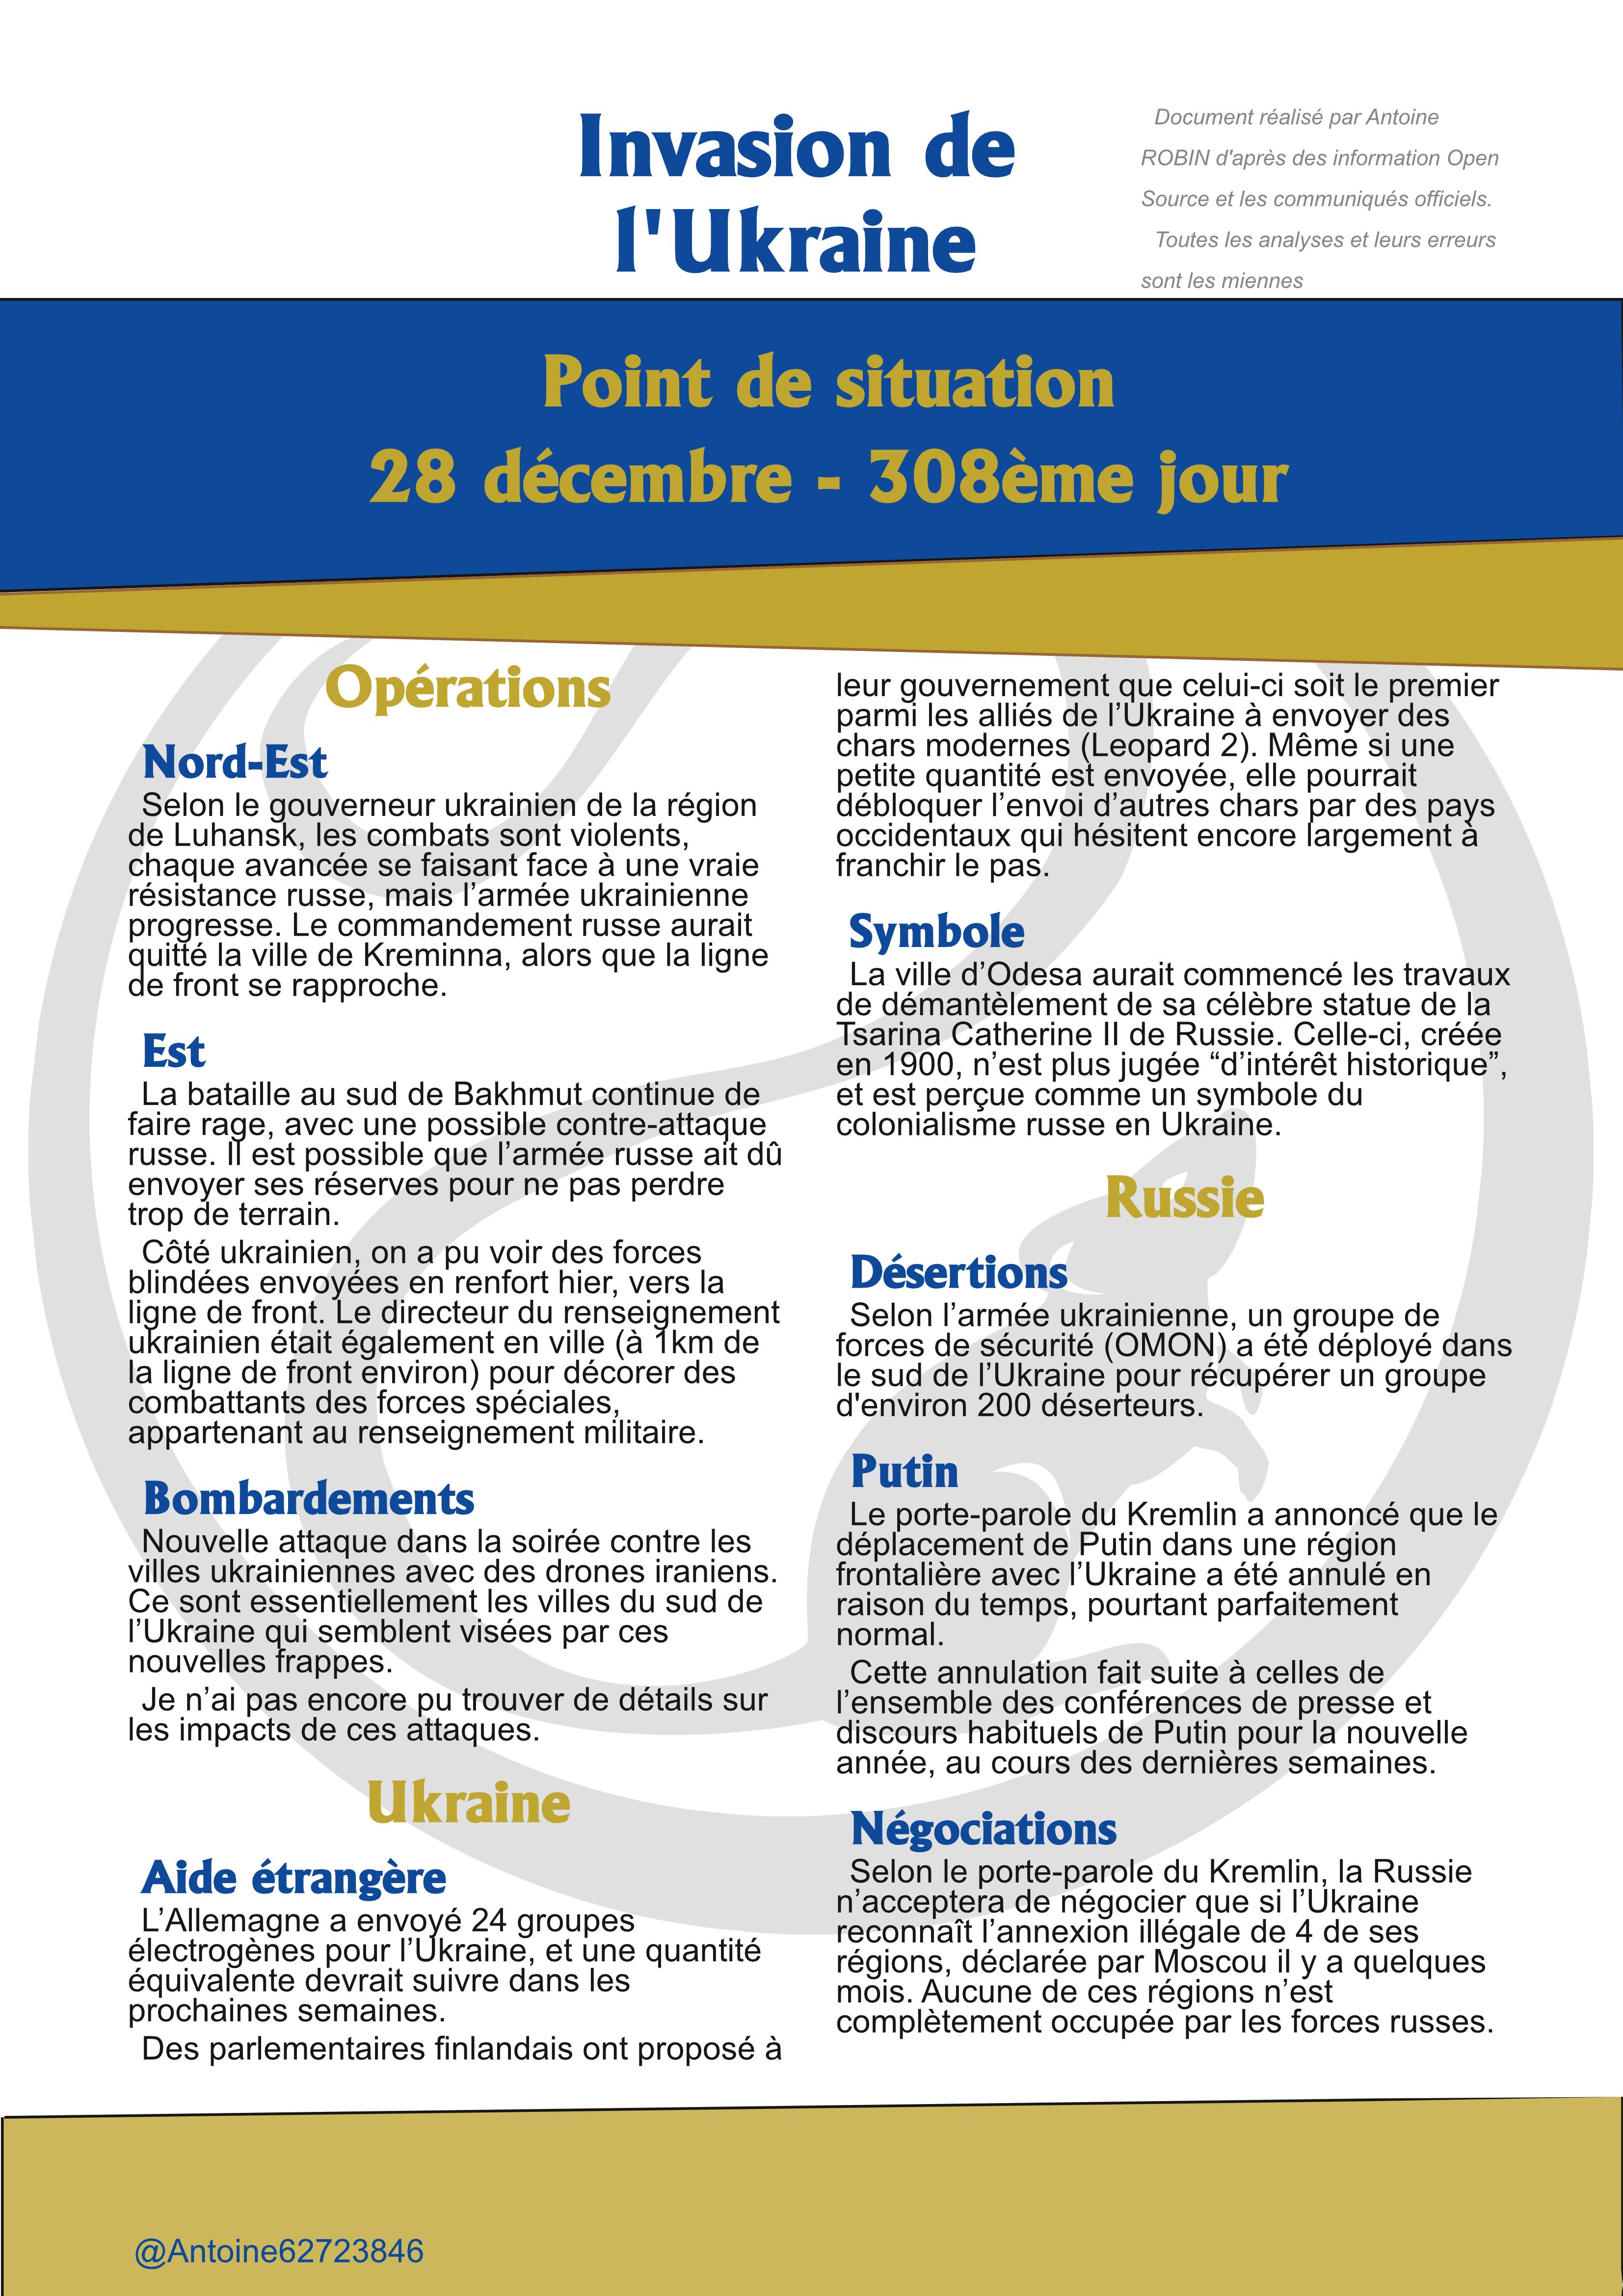 Invasion de
l'Ukraine
Document réalisé par Antoine
ROBIN d'après des information Open
Source et les communiqués officiels.
Toutes les analyses et leurs erreurs
sont les miennes
Point de situation
28 décembre - 308ème jour
Opérations
Nord-Est
Selon le gouverneur ukrainien de la région
de Luhansk, les combats sont violents,
chaque avancée se faisant face à une vraie
résistance russe, mais l’armée ukrainienne
progresse. Le commandement russe aurait
quitté la ville de Kreminna, alors que la ligne
de front se rapproche.
Est
La bataille au sud de Bakhmut continue de
faire rage, avec une possible contre-attaque
russe. Il est possible que l’armée russe ait dû
envoyer ses réserves pour ne pas perdre
trop de terrain.
Côté ukrainien, on a pu voir des forces
blindées envoyées en renfort hier, vers la
ligne de front. Le directeur du renseignement
ukrainien était également en ville (à 1km de
la ligne de front environ) pour décorer des
combattants des forces spéciales,
appartenant au renseignement militaire.
Bombardements
Nouvelle attaque dans la soirée contre les
villes ukrainiennes avec des drones iraniens.
Ce sont essentiellement les villes du sud de
l’Ukraine qui semblent visées par ces
nouvelles frappes.
Je n’ai pas encore pu trouver de détails sur
les impacts de ces attaques.
Ukraine
Aide étrangère
L’Allemagne a envoyé 24 groupes
électrogènes pour l’Ukraine, et une quantité
équivalente devrait suivre dans les
prochaines semaines.
Des parlementaires finlandais ont proposé à
leur gouvernement que celui-ci soit le premier
parmi les alliés de l’Ukraine à envoyer des
chars modernes (Leopard 2). Même si une
petite quantité est envoyée, elle pourrait
débloquer l’envoi d’autres chars par des pays
occidentaux qui hésitent encore largement à
franchir le pas.
Symbole
La ville d’Odesa aurait commencé les travaux
de démantèlement de sa célèbre statue de la
Tsarina Catherine II de Russie. Celle-ci, créée
en 1900, n’est plus jugée “d’intérêt historique”,
et est perçue comme un symbole du
colonialisme russe en Ukraine.
Russie
Désertions
Selon l’armée ukrainienne, un groupe de
forces de sécurité (OMON) a été déployé dans
le sud de l’Ukraine pour récupérer un groupe
d'environ 200 déserteurs.
Putin
Le porte-parole du Kremlin a annoncé que le
déplacement de Putin dans une région
frontalière avec l’Ukraine a été annulé en
raison du temps, pourtant parfaitement
normal.
Cette annulation fait suite à celles de
l’ensemble des conférences de presse et
discours habituels de Putin pour la nouvelle
année, au cours des dernières semaines.
Négociations
Selon le porte-parole du Kremlin, la Russie
n’acceptera de négocier que si l’Ukraine
reconnaît l’annexion illégale de 4 de ses
régions, déclarée par Moscou il y a quelques
mois. Aucune de ces régions n’est
complètement occupée par les forces russes.
@Antoine62723846